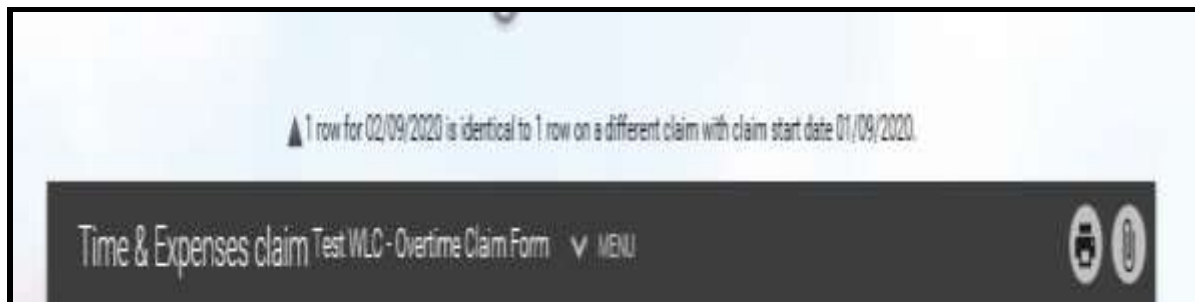 1 row for 02/09/2020 is identical to 1 row on a different claim with claim start date 01/09/2020.
Time & Expenses claim Test WLC - Overtime Claim Form MENU